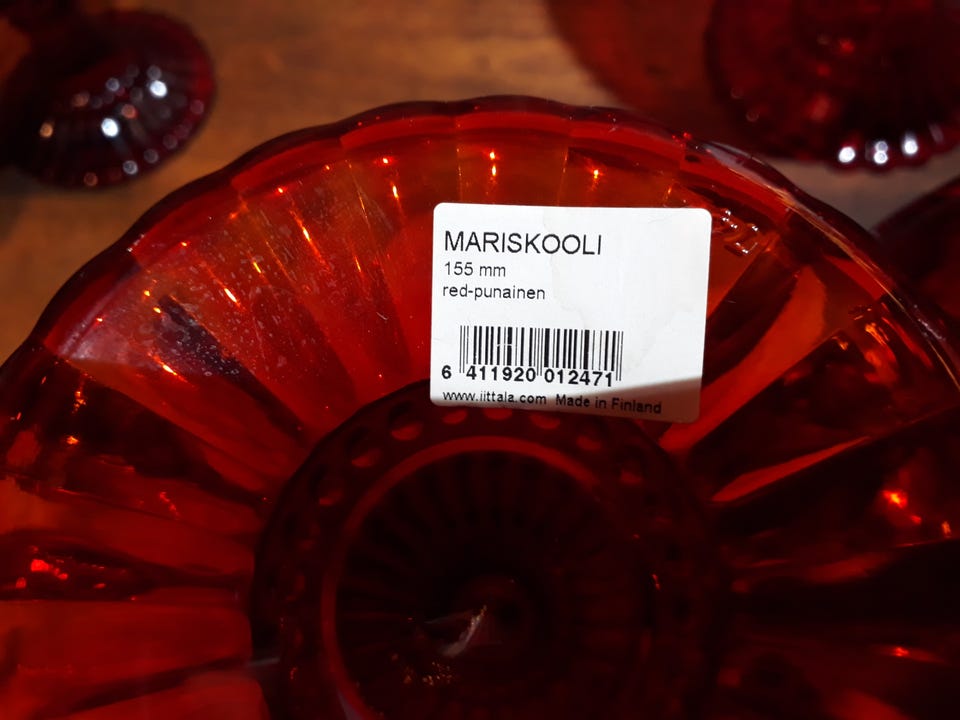 MARISKOOLI
155 mm
red-punainen
6 411920 012471
www.iittala.com Made in Finland